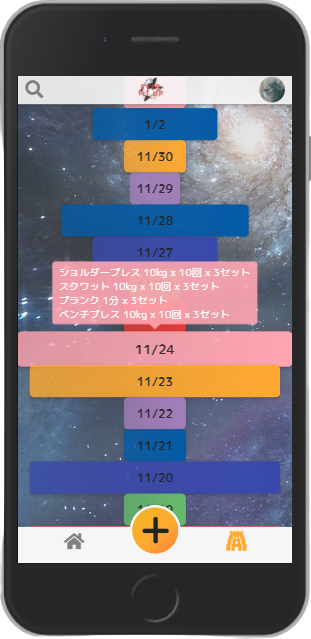 1/2
11/30
11/29
11/28
11/27
ショルダープレス 10kg x 10回 x 3セット
スクワット 10kg x 10回 x 3セット
プランク 1分 x 3セット
ベンチプレス 10kg x 10回 x 3セット
11/24
11/23
11/22
11/21
11/20